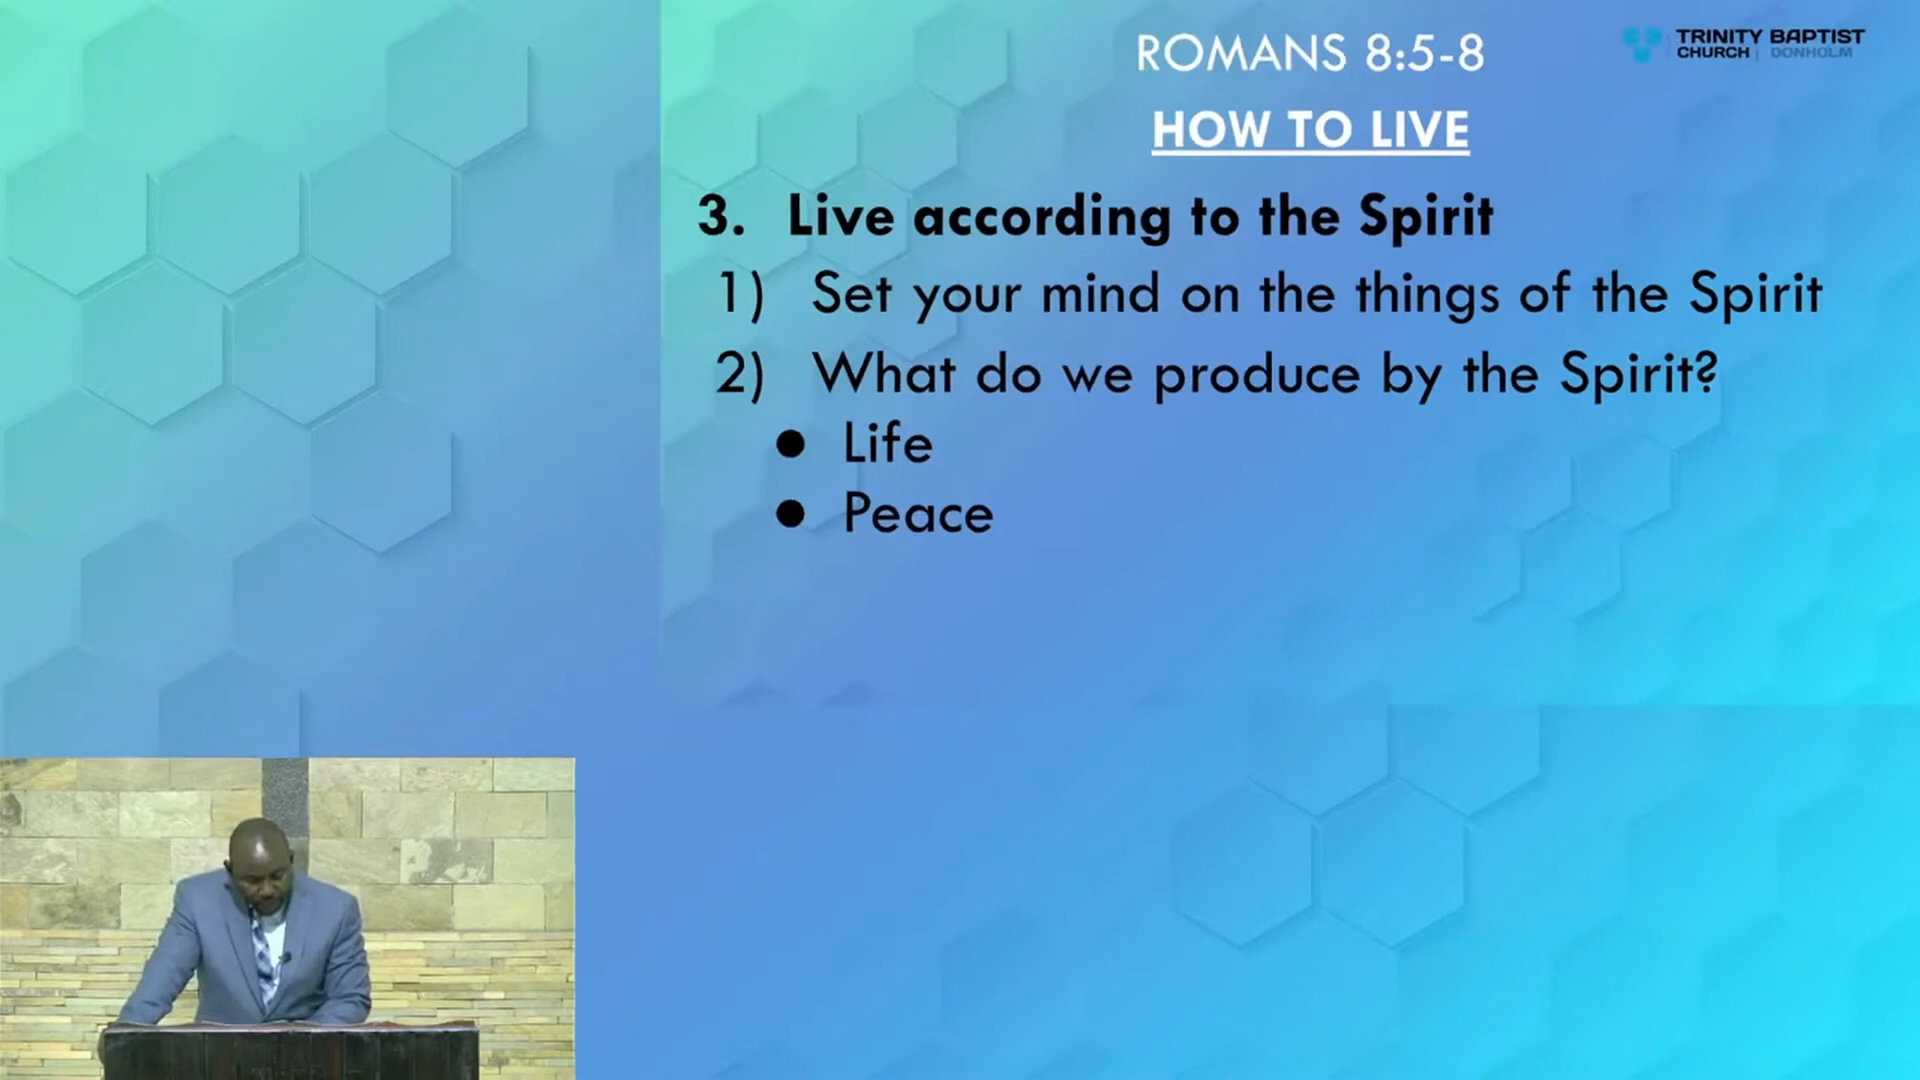 ROMANS 8:5-8
TRINITY BAPTIST
CHURCH | DONHOLM
HOW TO LIVE
3. Live according to the Spirit
1) Set your mind on the things of the Spirit
2) What do we produce by the Spirit?
● Life
● Peace